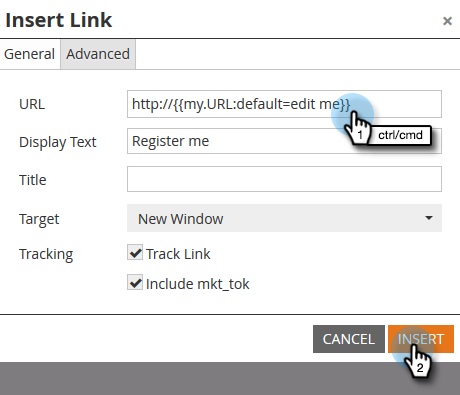 Insert Link ×
General Advanced
URL http://{{my.URL:default=edit me}}
1 ctrl/cmd
Display Text Register me
Title
Target New Window
Tracking Track Link
Include mkt_tok
CANCEL INSERT
2